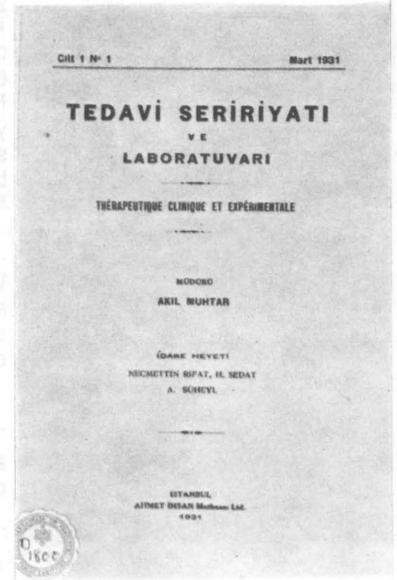 Cilt 1 Nº 1 Mart 1931
TEDAVİ SERİRİYATI
VE
LABORATUVARI
THÉRAPEUTIQUE CLINIQUE ET EXPÉRIMENTALE
MÜDÜRÜ
AKIL MUHTAR
İDARE HEYETİ
NECMETTİN RIFAT, H. SEDAT
A. SÜHEYL
ISTANBUL
AHMET İHSAN Matbaası Ltd.
1931